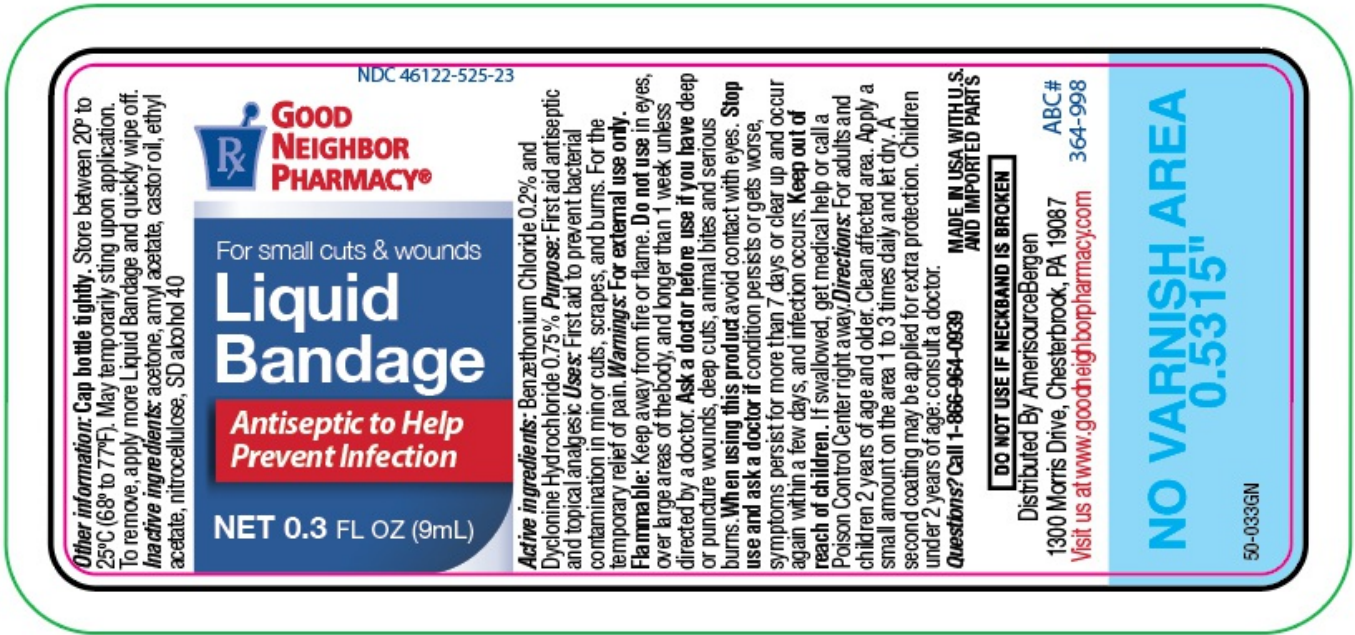 Other information: Cap bottle tightly. Store between 20º to
25ºC (68º to 77ºF). May temporarily sting upon application.
To remove, apply more Liquid Bandage and quickly wipe off.
Inactive ingredients: acetone, amyl acetate, castor oil, ethyl
acetate, nitrocellulose, SD alcohol 40
NDC 46122-525-23
Rx
GOOD
NEIGHBOR
PHARMACY®
For small cuts & wounds
Liquid
Bandage
Antiseptic to Help
Prevent Infection
NET 0.3 FL OZ (9mL)
Active ingredients: Benzethonium Chloride 0.2% and
Dyclonine Hydrochloride 0.75% Purpose: First aid antiseptic
and topical analgesic Uses: First aid to prevent bacterial
contamination in minor cuts, scrapes, and burns. For the
temporary relief of pain. Warnings: For external use only.
Flammable: Keep away from fire or flame. Do not use in eyes,
over large areas of thebody, and longer than 1 week unless
directed by a doctor. Ask a doctor before use if you have deep
or puncture wounds, deep cuts, animal bites and serious
burns. When using this product avoid contact with eyes. Stop
use and ask a doctor if condition persists or gets worse,
symptoms persist for more than 7 days or clear up and occur
again within a few days, and infection occurs. Keep out of
reach of children. If swallowed, get medical help or call a
Poison Control Center right away.Directions: For adults and
children 2 years of age and older. Clean affected area. Apply a
small amount on the area 1 to 3 times daily and let dry. A
second coating may be applied for extra protection. Children
under 2 years of age: consult a doctor.
Questions? Call 1-866-964-0939
MADE IN USA WITH U.S.
AND IMPORTED PARTS
DO NOT USE IF NECKBAND IS BROKEN
Distributed By AmerisourceBergen
1300 Morris Drive, Chesterbrook, PA 19087
Visit us at www.goodneighborpharmacy.com
ABC#
364-998
NO VARNISH AREA
0.5315"
50-033GN